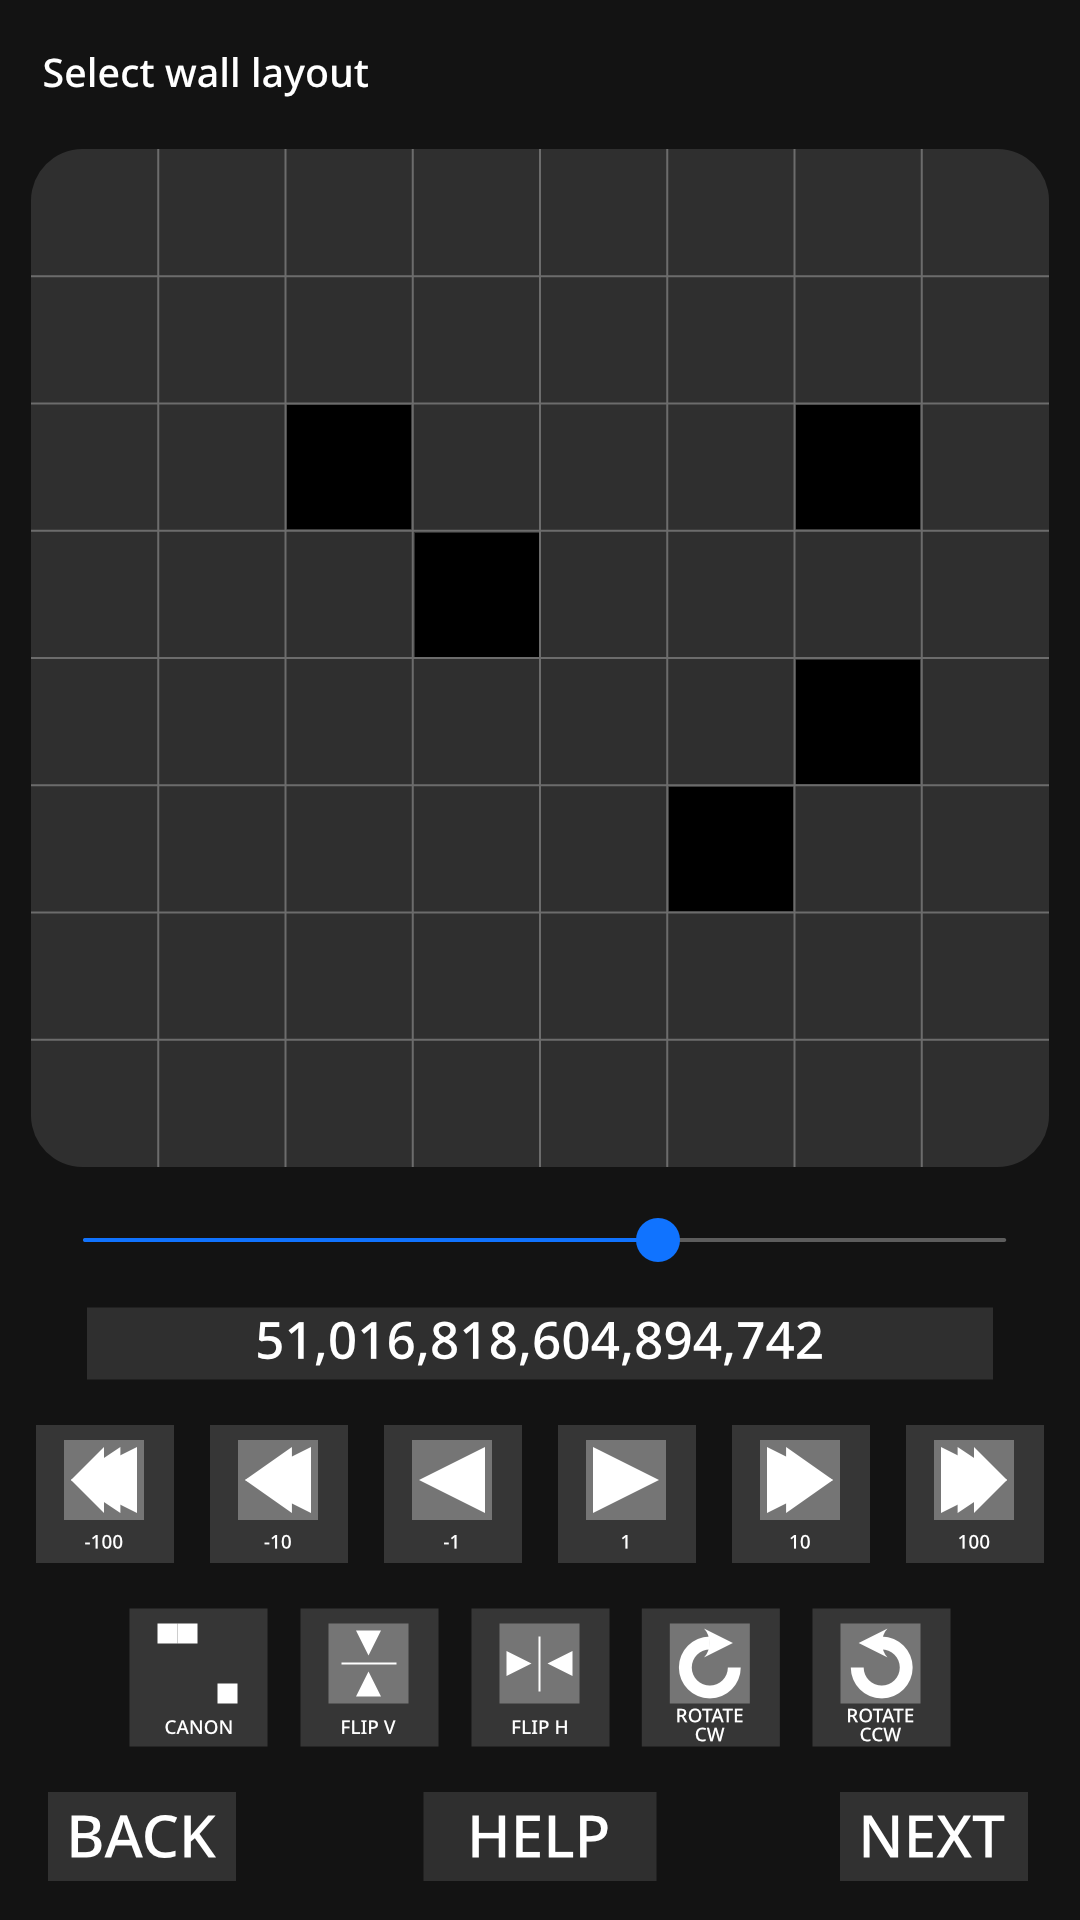 Select wall layout
51,016,818,604,894,742
-100 -10 -1 1 10 100
CANON FLIP V FLIP H ROTATE CW ROTATE CCW
BACK HELP NEXT